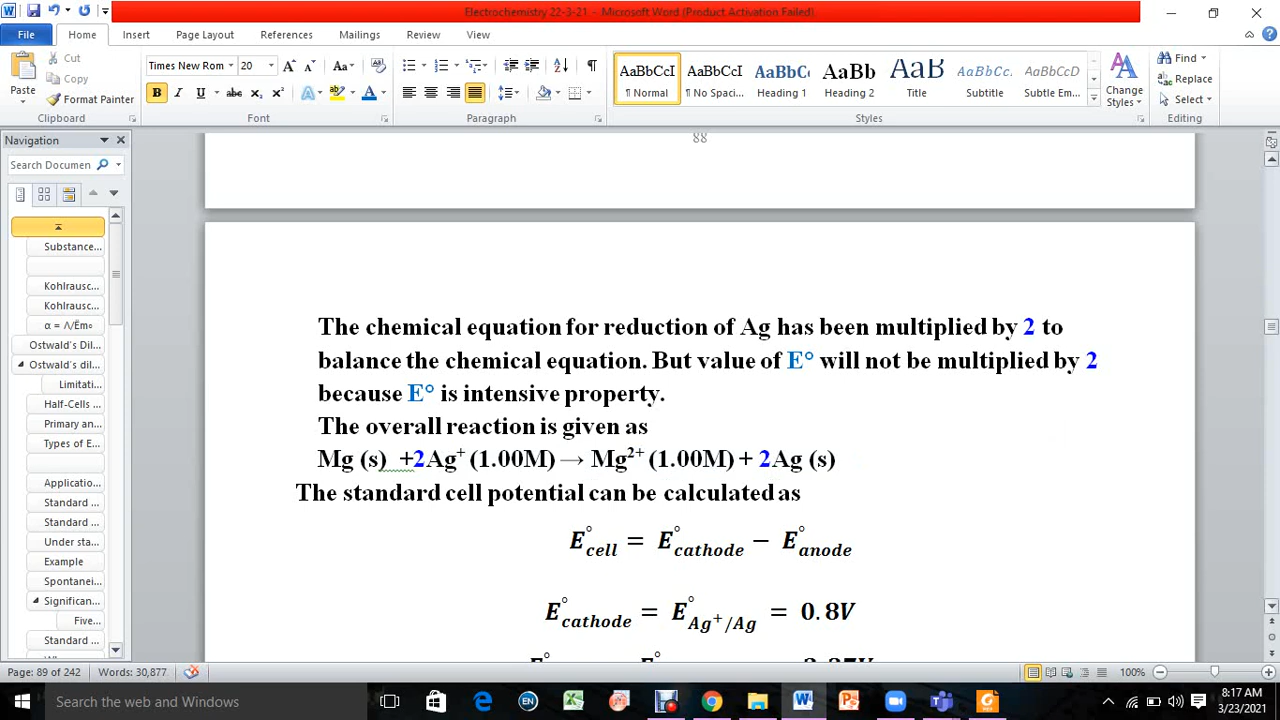 Electrochemistry 22-3-21 - Microsoft Word (Product Activation Failed)
File Home Insert Page Layout References Mailings Review View
Paste
Cut
Copy
Format Painter
Clipboard
Times New Rom 20
Font
Paragraph
AaBbCcI AaBbCcI AaBbCc AaBb AaB AaBbCc. AaBbCcD
¶ Normal ¶ No Spaci... Heading 1 Heading 2 Title Subtitle Subtle Em...
Change Styles
Styles
Find
Replace
Select
Editing
Navigation
Search Documen
Substance...
Kohlrausc...
Kohlrausc...
α = Λ/Ëm∘
Ostwald's Dil...
Ostwald's dil...
Limitati...
Half-Cells ...
Primary an...
Types of E...
Applicatio...
Standard ...
Standard ...
Under sta...
Example
Spontanei...
Significan...
Five...
Standard ...
88
The chemical equation for reduction of Ag has been multiplied by 2 to
balance the chemical equation. But value of E° will not be multiplied by 2
because E° is intensive property.
The overall reaction is given as
Mg (s) +2Ag⁺ (1.00M) → Mg²⁺ (1.00M) + 2Ag (s)
The standard cell potential can be calculated as
E°cell = E°cathode − E°anode
E°cathode = E°Ag⁺/Ag = 0.8V
Page: 89 of 242 Words: 30,877 100%
Search the web and Windows
EN
8:17 AM
3/23/2021